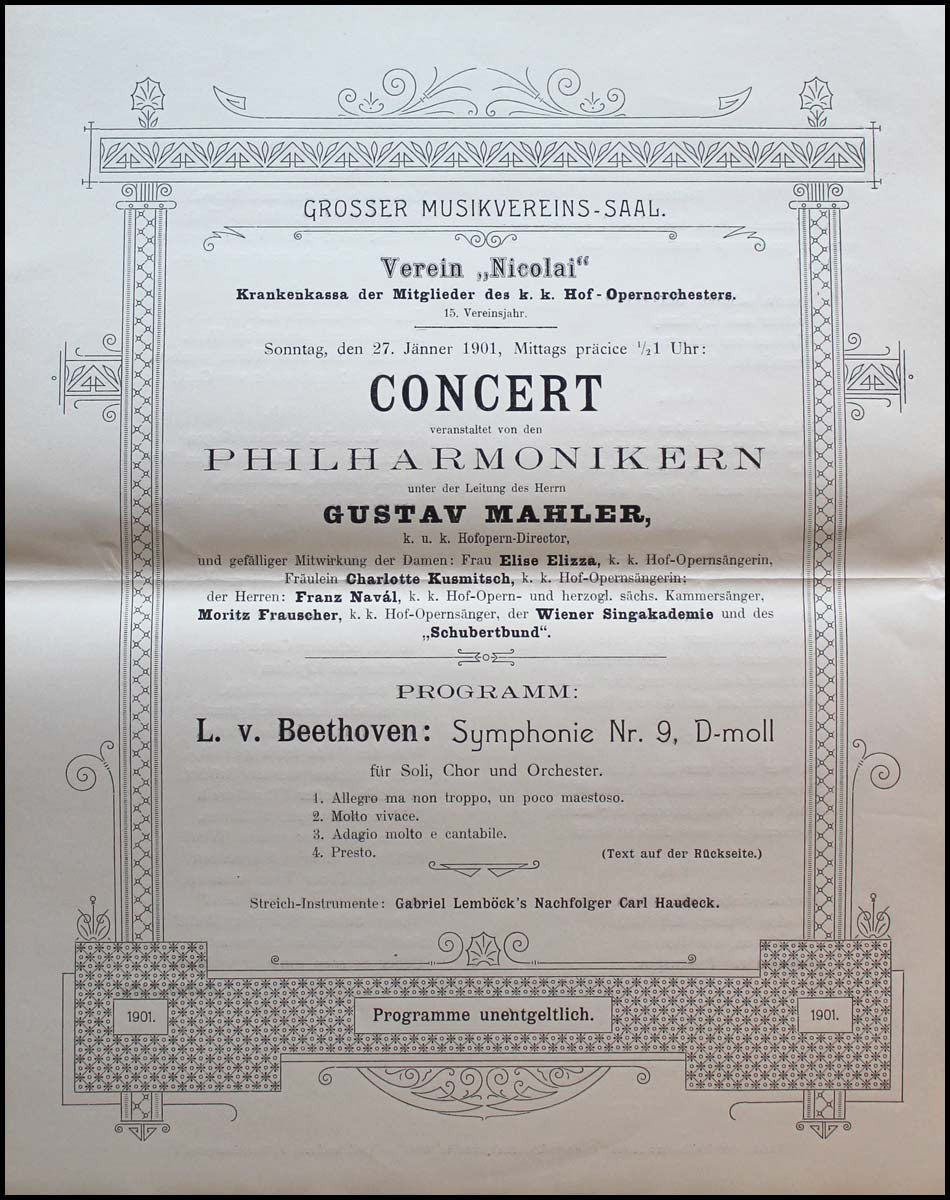 GROSSER MUSIKVEREINS-SAAL.
Verein „Nicolai“
Krankenkassa der Mitglieder des k. k. Hof-Opernorchesters.
15. Vereinsjahr.
Sonntag, den 27. Jänner 1901, Mittags präcice ½1 Uhr:
CONCERT
veranstaltet von den
PHILHARMONIKERN
unter der Leitung des Herrn
GUSTAV MAHLER,
k. u. k. Hofopern-Director,
und gefälliger Mitwirkung der Damen: Frau Elise Elizza, k. k. Hof-Opernsängerin,
Fräulein Charlotte Kusmitsch, k. k. Hof-Opernsängerin;
der Herren: Franz Navál, k. k. Hof-Opern- und herzogl. sächs. Kammersänger,
Moritz Frauscher, k. k. Hof-Opernsänger, der Wiener Singakademie und des
„Schubertbund“.
PROGRAMM:
L. v. Beethoven: Symphonie Nr. 9, D-moll
für Soli, Chor und Orchester.
1. Allegro ma non troppo, un poco maestoso.
2. Molto vivace.
3. Adagio molto e cantabile.
4. Presto. (Text auf der Rückseite.)
Streich-Instrumente: Gabriel Lemböck's Nachfolger Carl Haudeck.
1901. Programme unentgeltlich. 1901.